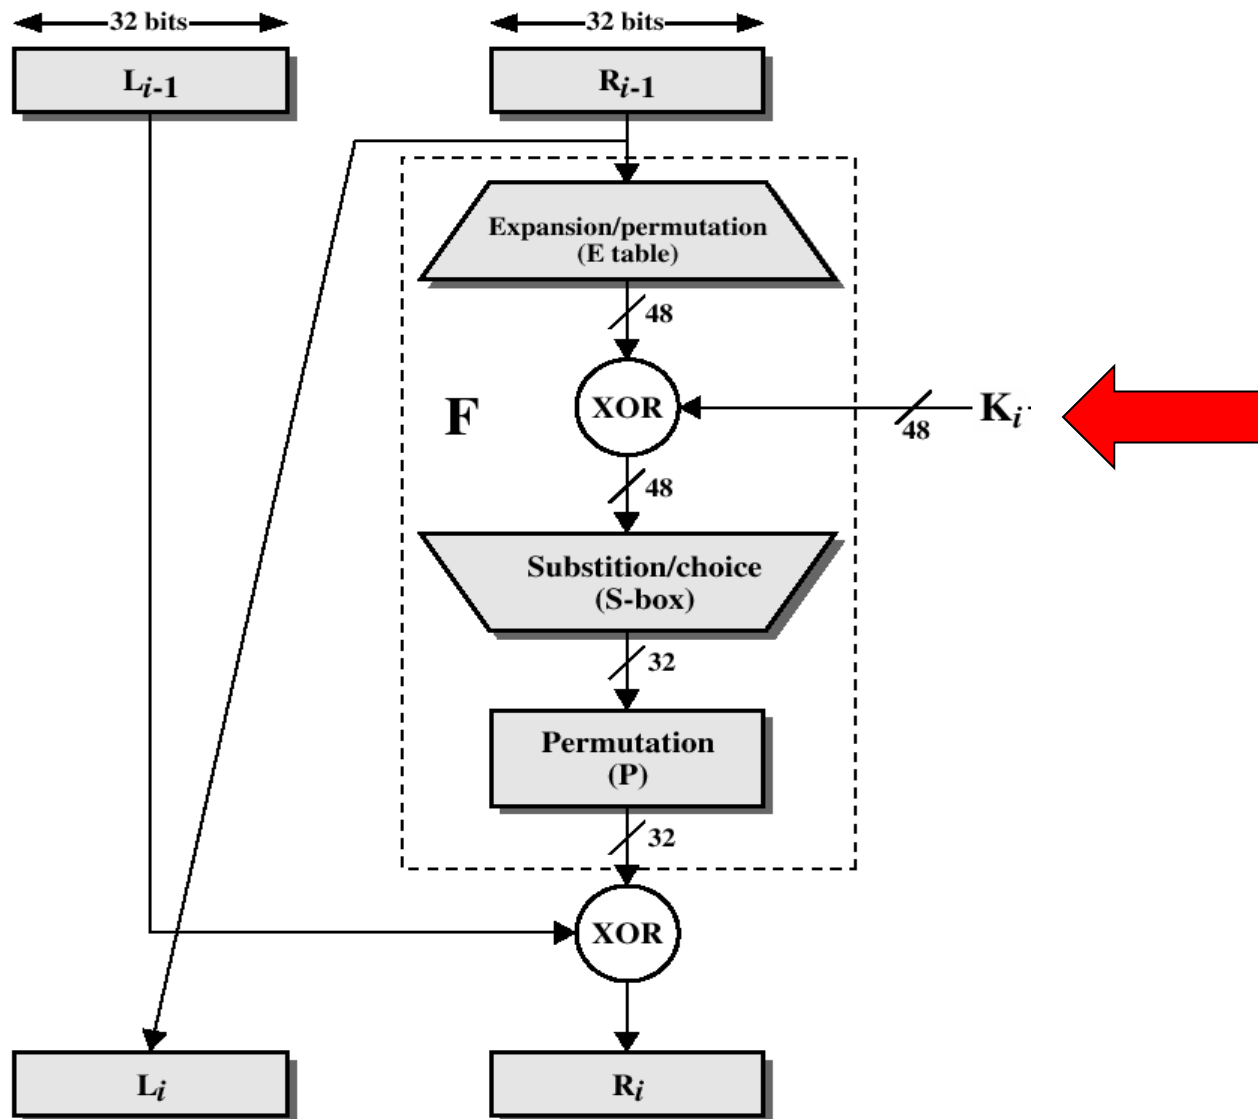 32 bits
32 bits
Li-1
Ri-1
Expansion/permutation
(E table)
48
F
XOR
48
Ki
48
Substition/choice
(S-box)
32
Permutation
(P)
32
XOR
Li
Ri